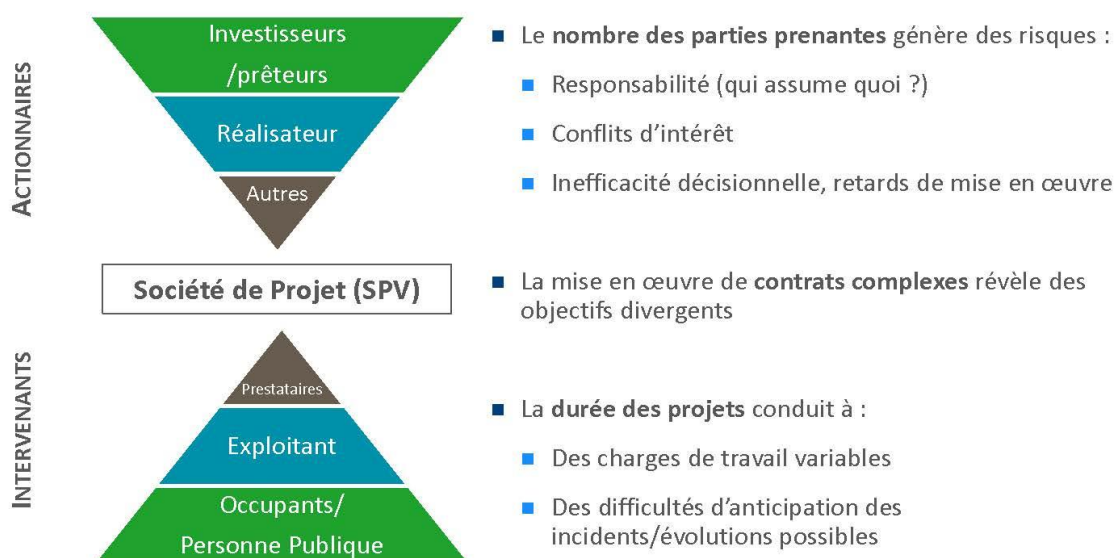 ACTIONNAIRES
Investisseurs
/prêteurs
Réalisateur
Autres
Société de Projet (SPV)
INTERVENANTS
Prestataires
Exploitant
Occupants/
Personne Publique
■ Le nombre des parties prenantes génère des risques :
■ Responsabilité (qui assume quoi ?)
■ Conflits d’intérêt
■ Inefficacité décisionnelle, retards de mise en œuvre
■ La mise en œuvre de contrats complexes révèle des
objectifs divergents
■ La durée des projets conduit à :
■ Des charges de travail variables
■ Des difficultés d’anticipation des
incidents/évolutions possibles